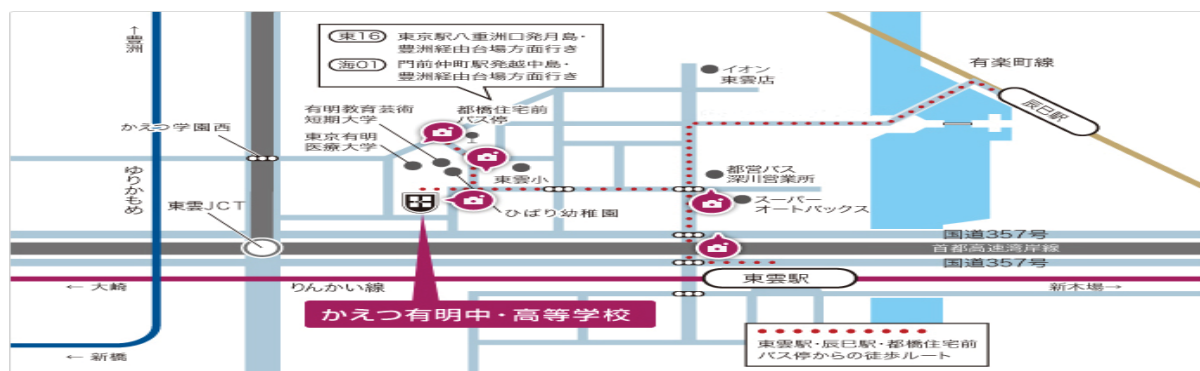 ←豊洲
東16 東京駅八重洲口発月島・
豊洲経由台場方面行き
海01 門前仲町駅発越中島・
豊洲経由台場方面行き
イオン
東雲店
有楽町線
辰巳駅
有明教育芸術
短期大学
都橋住宅前
バス停
かえつ学園西
東京有明
医療大学
東雲小
都営バス
深川営業所
ゆりかもめ
東雲JCT
ひばり幼稚園
スーパー
オートバックス
国道357号
首都高速湾岸線
国道357号
東雲駅
←大崎
りんかい線
新木場→
かえつ有明中・高等学校
東雲駅・辰巳駅・都橋住宅前
バス停からの徒歩ルート
←新橋